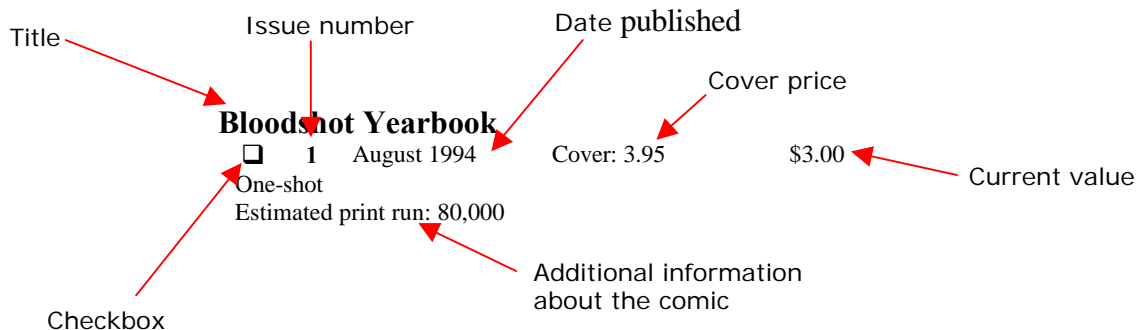 Title
Issue number
Date published
Cover price
Bloodshot Yearbook
❑ 1 August 1994 Cover: 3.95 $3.00
One-shot
Estimated print run: 80,000
Current value
Additional information
about the comic
Checkbox